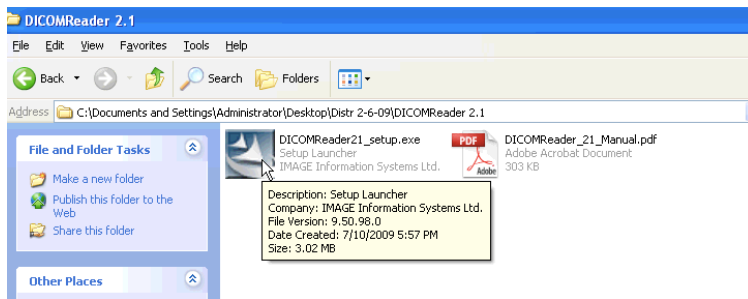 DICOMReader 2.1
File Edit View Favorites Tools Help
Back Search Folders
Address C:\Documents and Settings\Administrator\Desktop\Distr 2-6-09\DICOMReader 2.1
File and Folder Tasks
Make a new folder
Publish this folder to the
Web
Share this folder
Other Places
DICOMReader21_setup.exe
Setup Launcher
IMAGE Information Systems Ltd.
PDF
Adobe
DICOMReader_21_Manual.pdf
Adobe Acrobat Document
303 KB
Description: Setup Launcher
Company: IMAGE Information Systems Ltd.
File Version: 9.50.98.0
Date Created: 7/10/2009 5:57 PM
Size: 3.02 MB